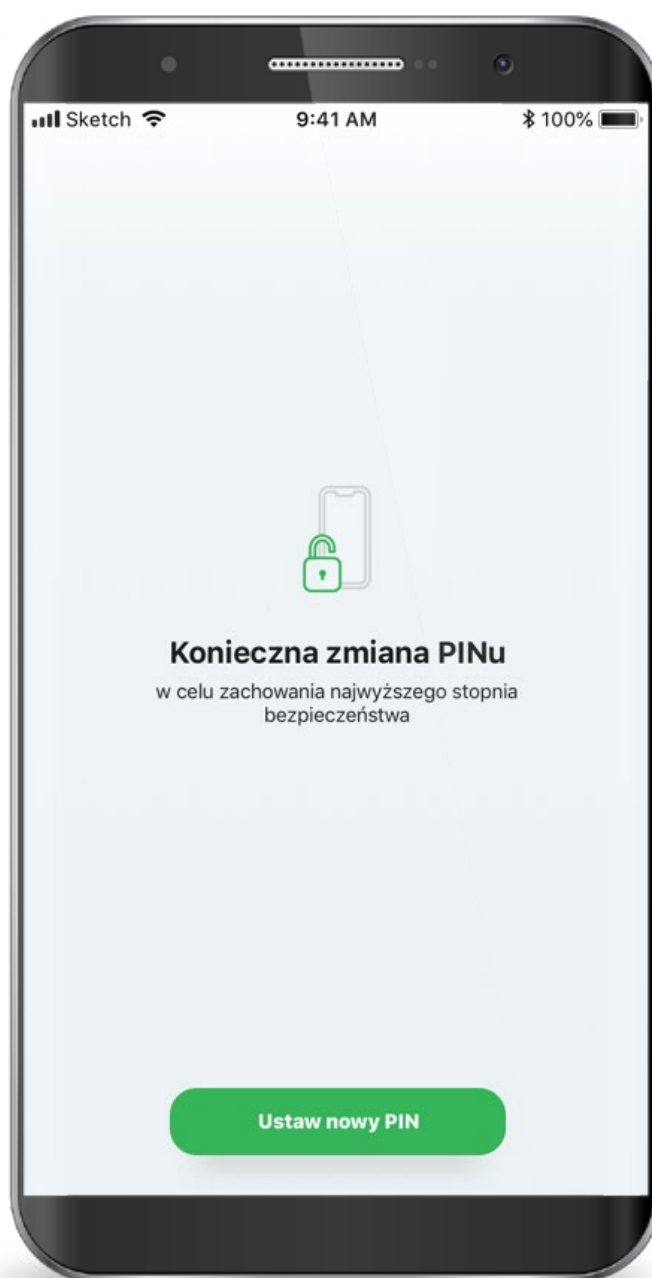 Sketch 9:41 AM 100%
Konieczna zmiana PINu
w celu zachowania najwyższego stopnia
bezpieczeństwa
Ustaw nowy PIN